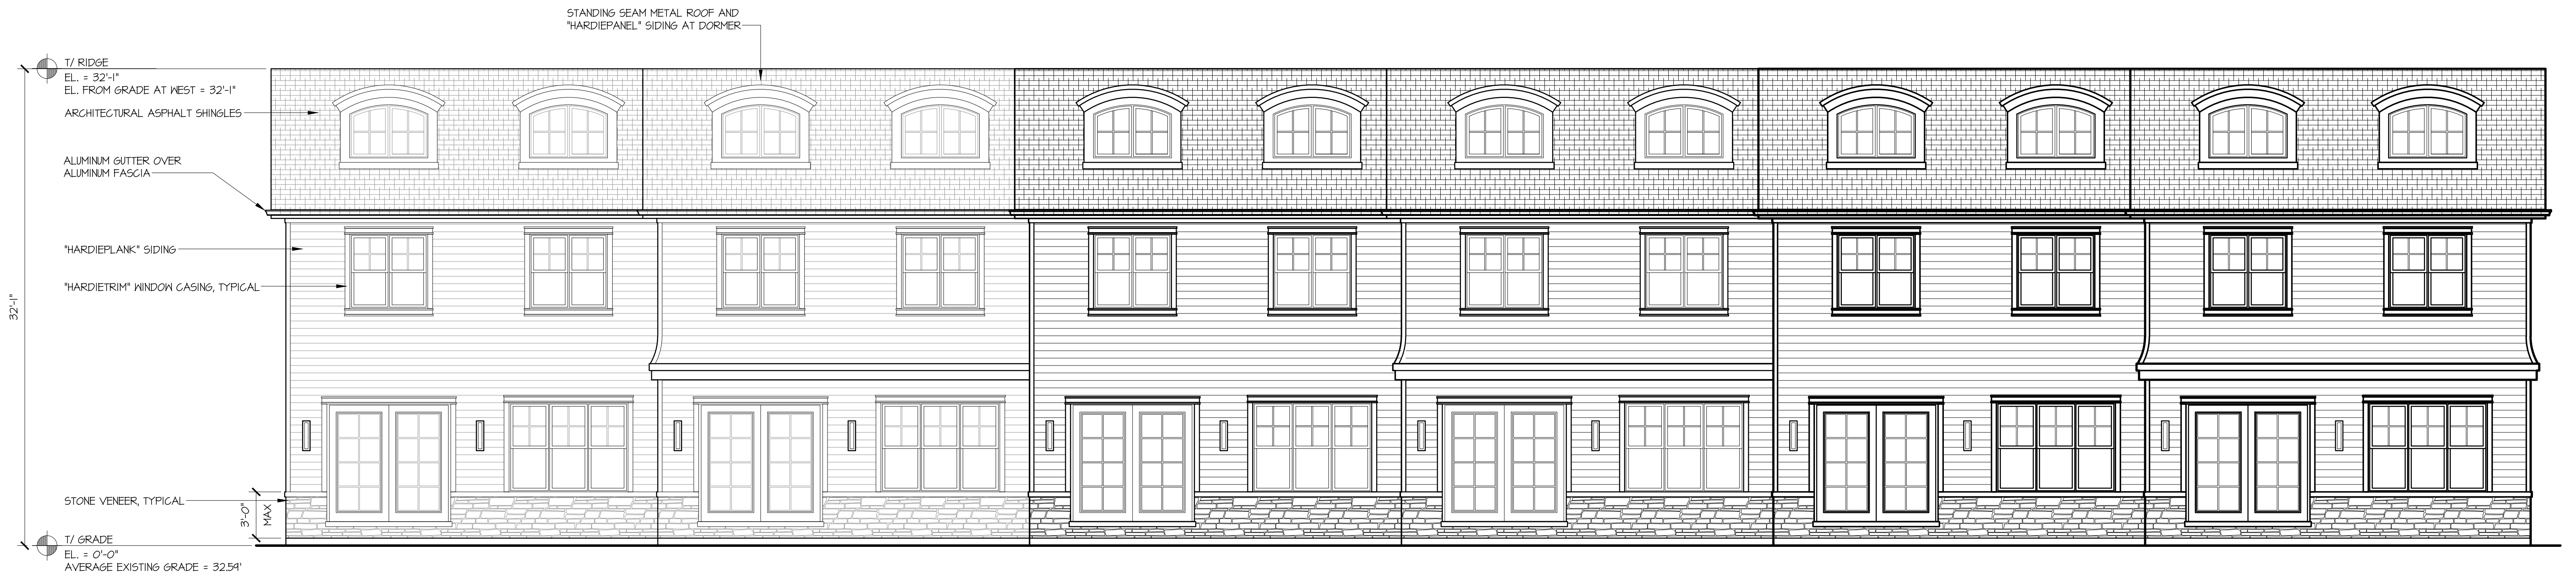 STANDING SEAM METAL ROOF AND
"HARDIEPANEL" SIDING AT DORMER
T/ RIDGE
EL. = 32'-1"
EL. FROM GRADE AT WEST = 32'-1"
ARCHITECTURAL ASPHALT SHINGLES
ALUMINUM GUTTER OVER
ALUMINUM FASCIA
"HARDIEPLANK" SIDING
"HARDIETRIM" WINDOW CASING, TYPICAL
32'-1"
STONE VENEER, TYPICAL
3'-0"
MAX
T/ GRADE
EL. = 0'-0"
AVERAGE EXISTING GRADE = 32.59'